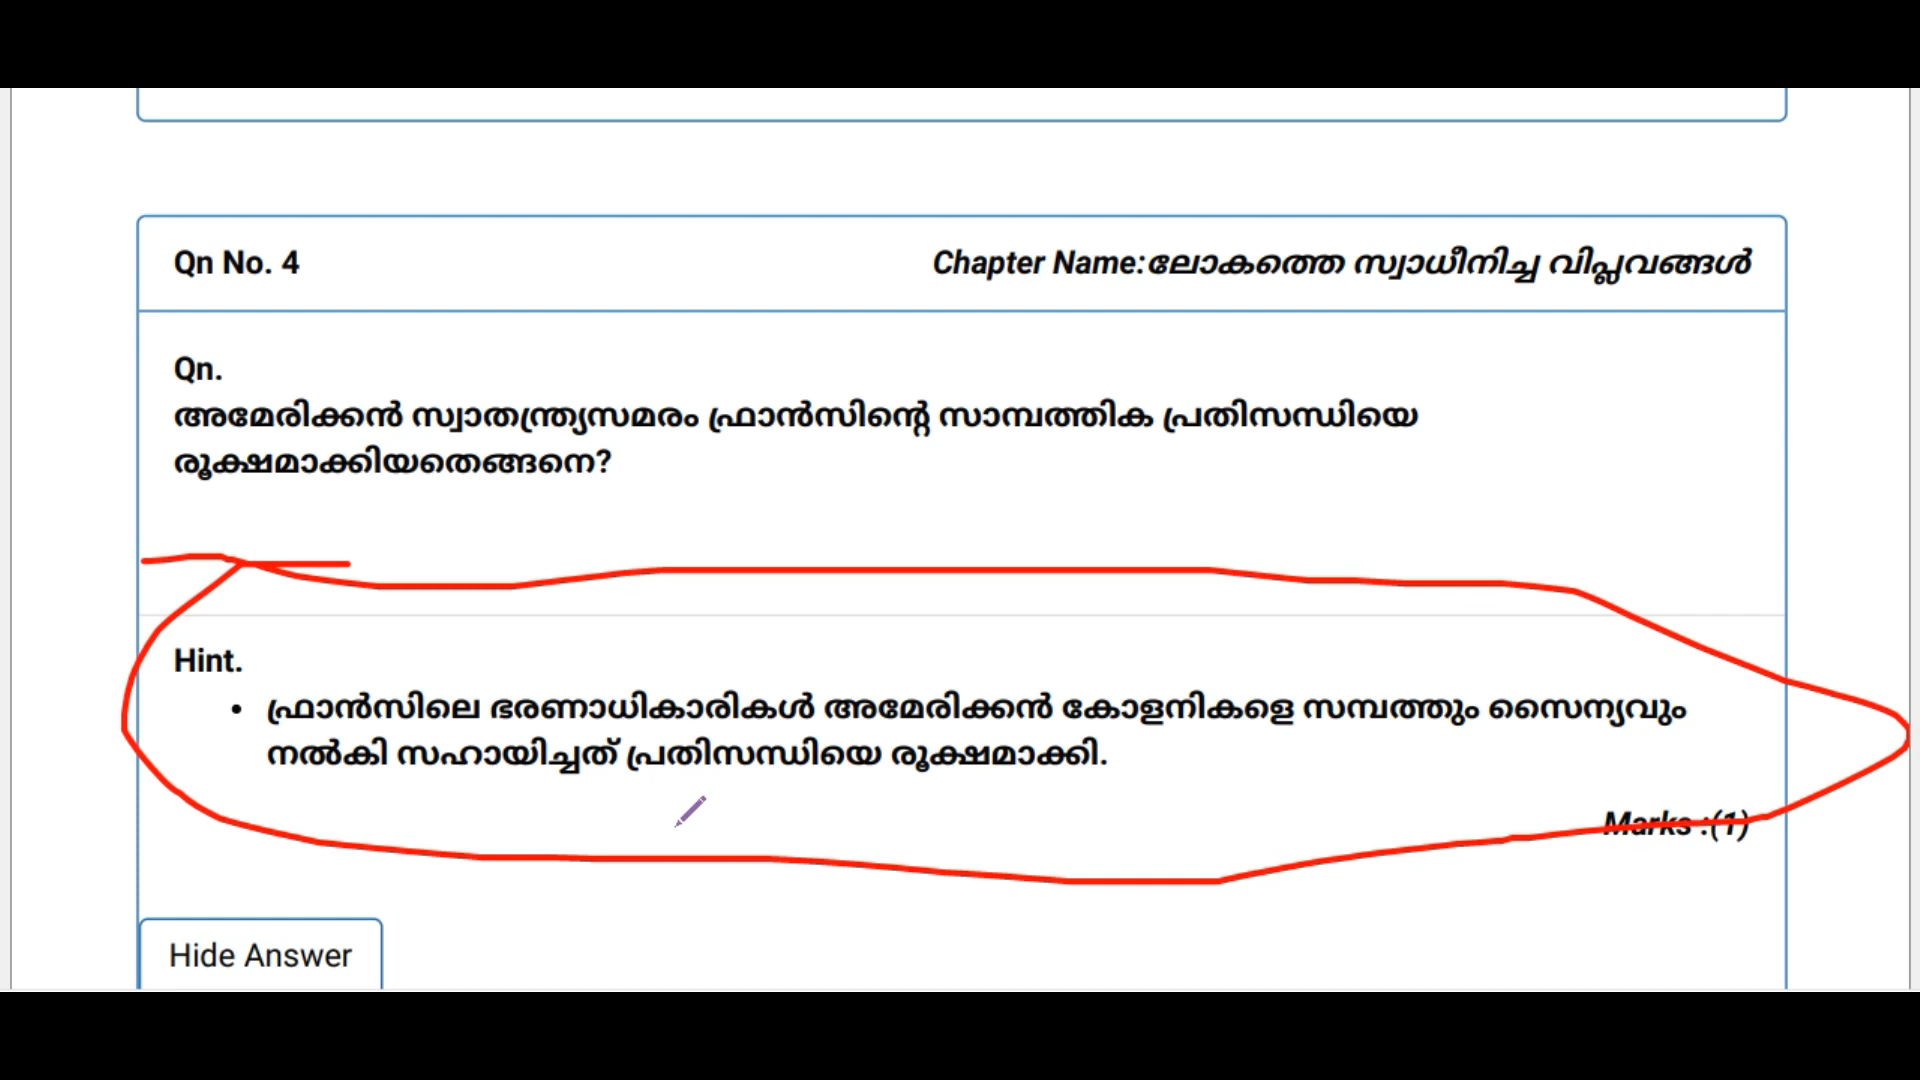 Qn No. 4
Chapter Name:ലോകത്തെ സ്വാധീനിച്ച വിപ്ലവങ്ങൾ
Qn.
അമേരിക്കൻ സ്വാതന്ത്ര്യസമരം ഫ്രാൻസിന്റെ സാമ്പത്തിക പ്രതിസന്ധിയെ
രൂക്ഷമാക്കിയതെങ്ങനെ?
Hint.
• ഫ്രാൻസിലെ ഭരണാധികാരികൾ അമേരിക്കൻ കോളനികളെ സമ്പത്തും സൈന്യവും
നൽകി സഹായിച്ചത് പ്രതിസന്ധിയെ രൂക്ഷമാക്കി.
Marks :(1)
Hide Answer